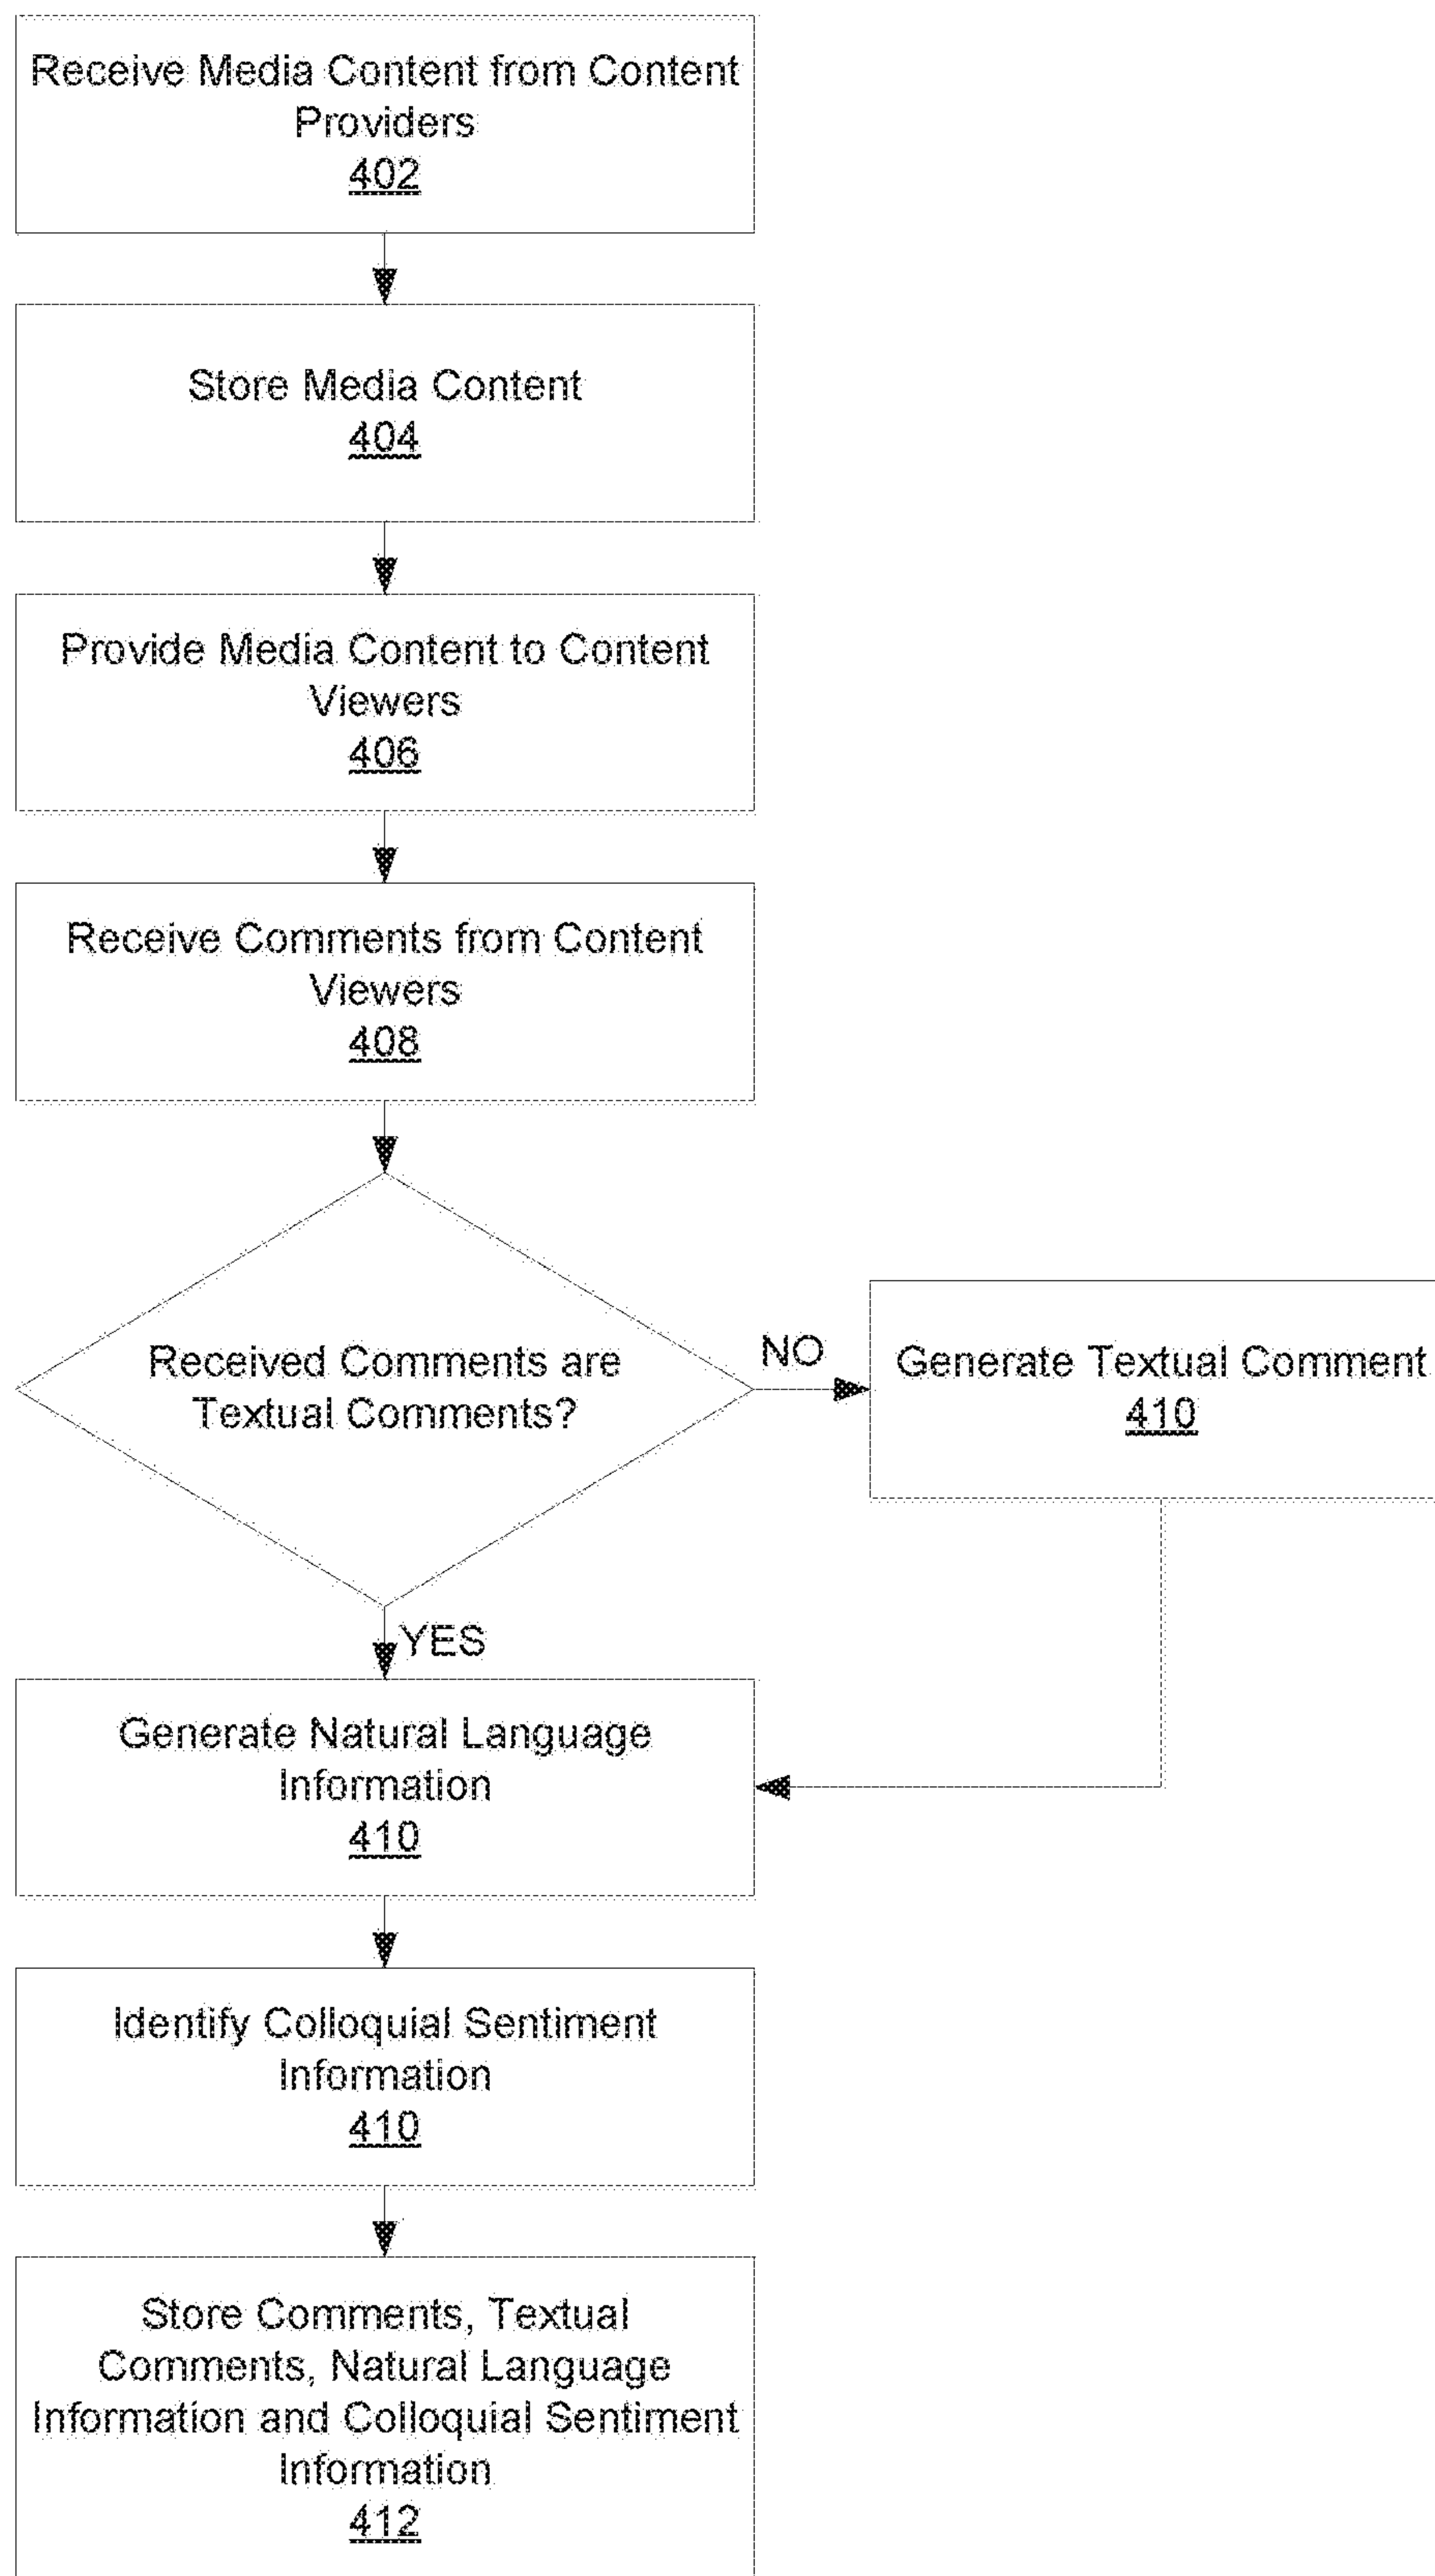 Receive Media Content from Content
Providers
402
Store Media Content
404
Provide Media Content to Content
Viewers
406
Receive Comments from Content
Viewers
408
Received Comments are
Textual Comments?
NO
Generate Textual Comment
410
YES
Generate Natural Language
Information
410
Identify Colloquial Sentiment
Information
410
Store Comments, Textual
Comments, Natural Language
Information and Colloquial Sentiment
Information
412